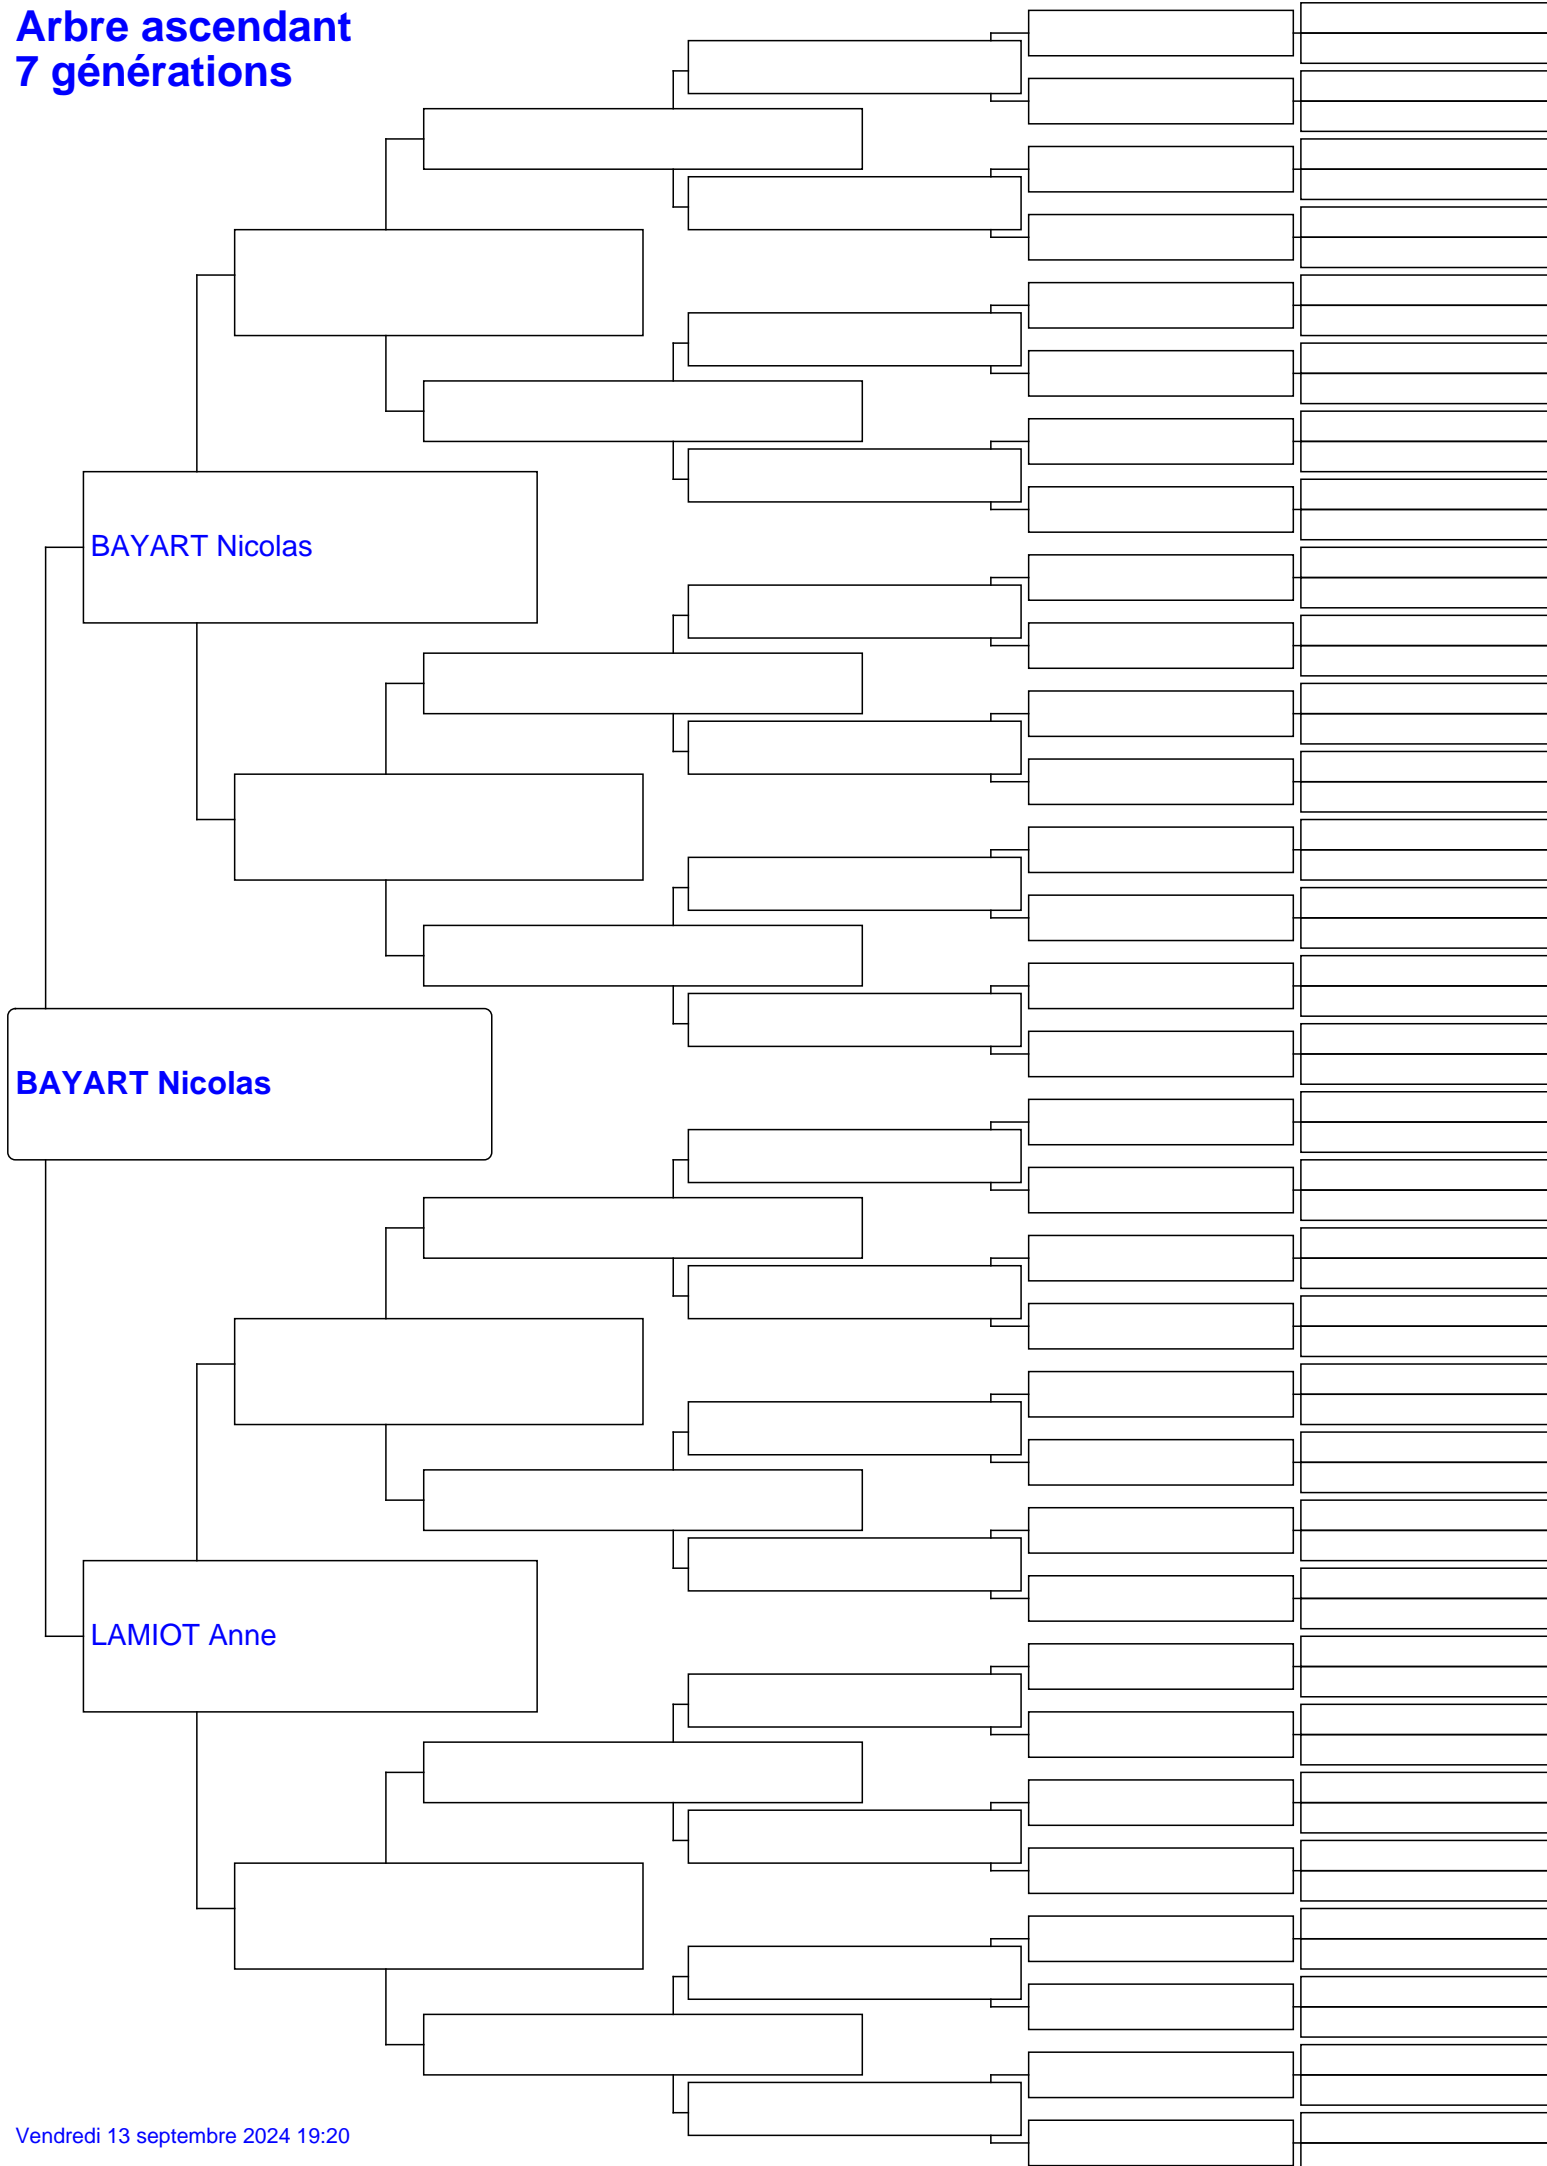 Arbre ascendant
7 générations
BAYART Nicolas
BAYART Nicolas
LAMIOT Anne
Vendredi 13 septembre 2024 19:20